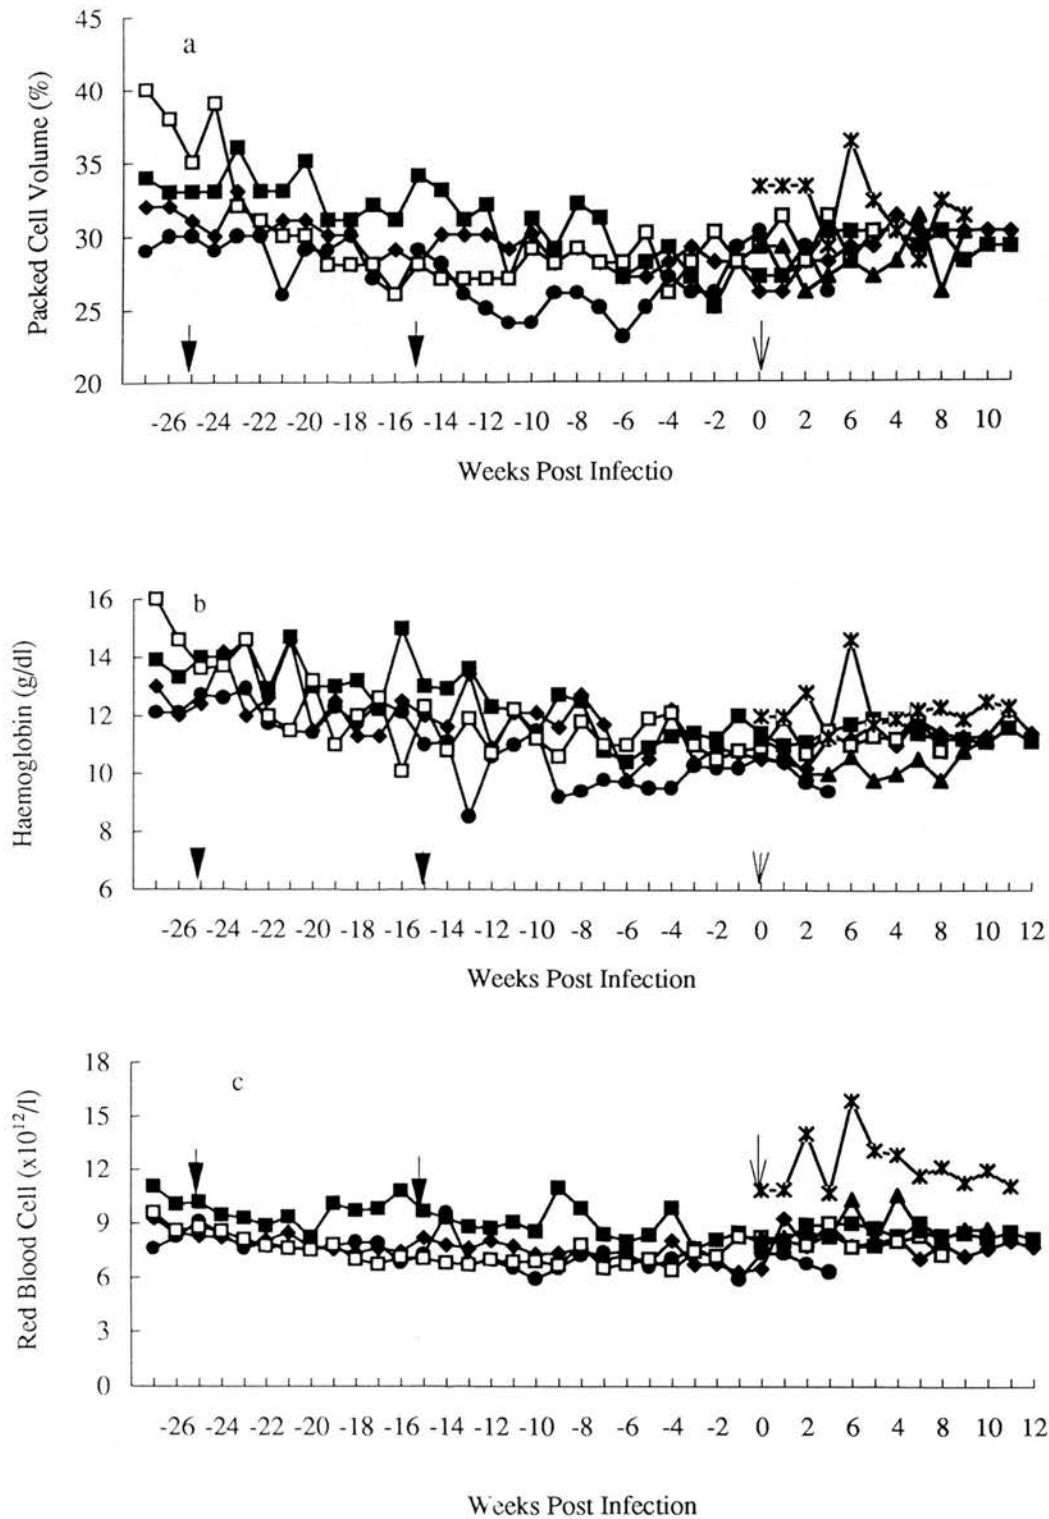 45
a
40
35
30
25
20
Packed Cell Volume (%)
-26 -24 -22 -20 -18 -16 -14 -12 -10 -8 -6 -4 -2 0 2 6 4 8 10
Weeks Post Infectio
16
b
14
12
10
8
6
Haemoglobin (g/dl)
-26 -24 -22 -20 -18 -16 -14 -12 -10 -8 -6 -4 -2 0 2 6 4 8 10 12
Weeks Post Infection
18
c
15
12
9
6
3
0
Red Blood Cell (x10¹²/l)
-26 -24 -22 -20 -18 -16 -14 -12 -10 -8 -6 -4 -2 0 2 6 4 8 10 12
Weeks Post Infection